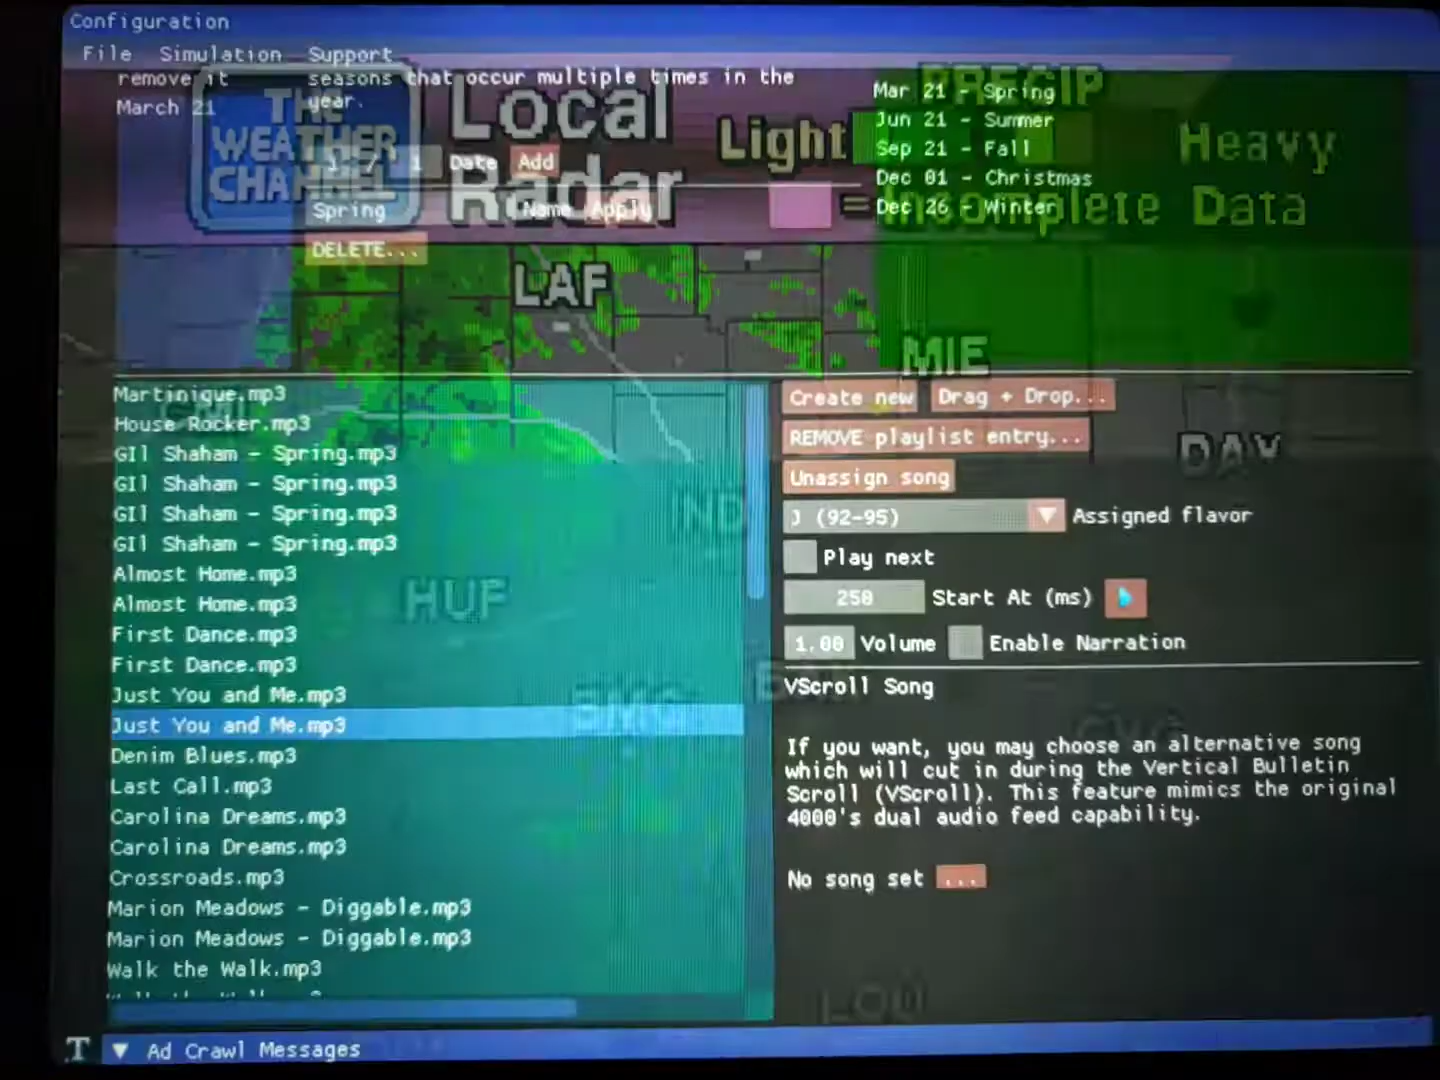 Configuration
File Simulation Support
remove it
March 21
seasons that occur multiple times in the
year.
1 / 1 Date Add
Spring Name Apply
DELETE...
Mar 21 - Spring
Jun 21 - Summer
Sep 21 - Fall
Dec 01 - Christmas
Dec 26 - Winter
THE
WEATHER
CHANNEL
Local
Radar
PRECIP
Light Heavy
= Incomplete Data
LAF
MIE
DAY
CMI
IND
HUF
BMG
CVG
LOU
Martinique.mp3
House Rocker.mp3
GIl Shaham - Spring.mp3
GIl Shaham - Spring.mp3
GIl Shaham - Spring.mp3
GIl Shaham - Spring.mp3
Almost Home.mp3
Almost Home.mp3
First Dance.mp3
First Dance.mp3
Just You and Me.mp3
Just You and Me.mp3
Denim Blues.mp3
Last Call.mp3
Carolina Dreams.mp3
Carolina Dreams.mp3
Crossroads.mp3
Marion Meadows - Diggable.mp3
Marion Meadows - Diggable.mp3
Walk the Walk.mp3
Create new Drag + Drop...
REMOVE playlist entry...
Unassign song
J (92-95) Assigned flavor
Play next
250 Start At (ms)
1.00 Volume Enable Narration
VScroll Song
If you want, you may choose an alternative song
which will cut in during the Vertical Bulletin
Scroll (VScroll). This feature mimics the original
4000's dual audio feed capability.
No song set ...
T
Ad Crawl Messages